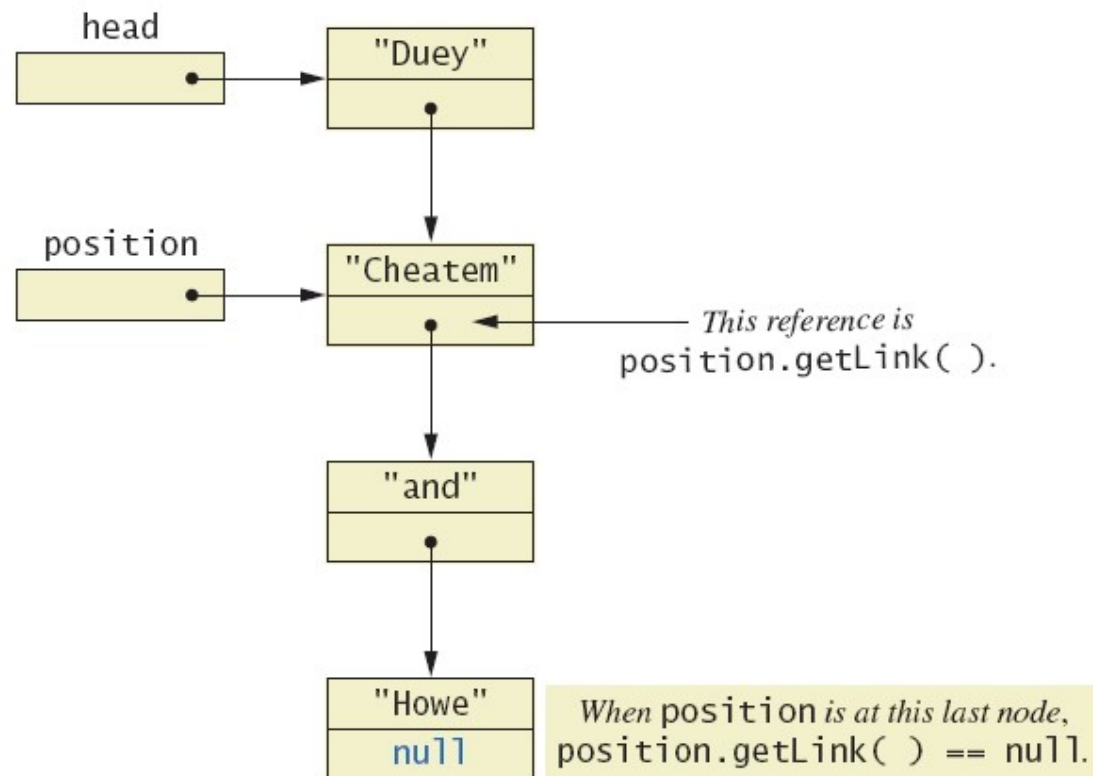 head
"Duey"
position
"Cheatem"
This reference is
position.getLink( ).
"and"
"Howe"
null
When position is at this last node,
position.getLink( ) == null.